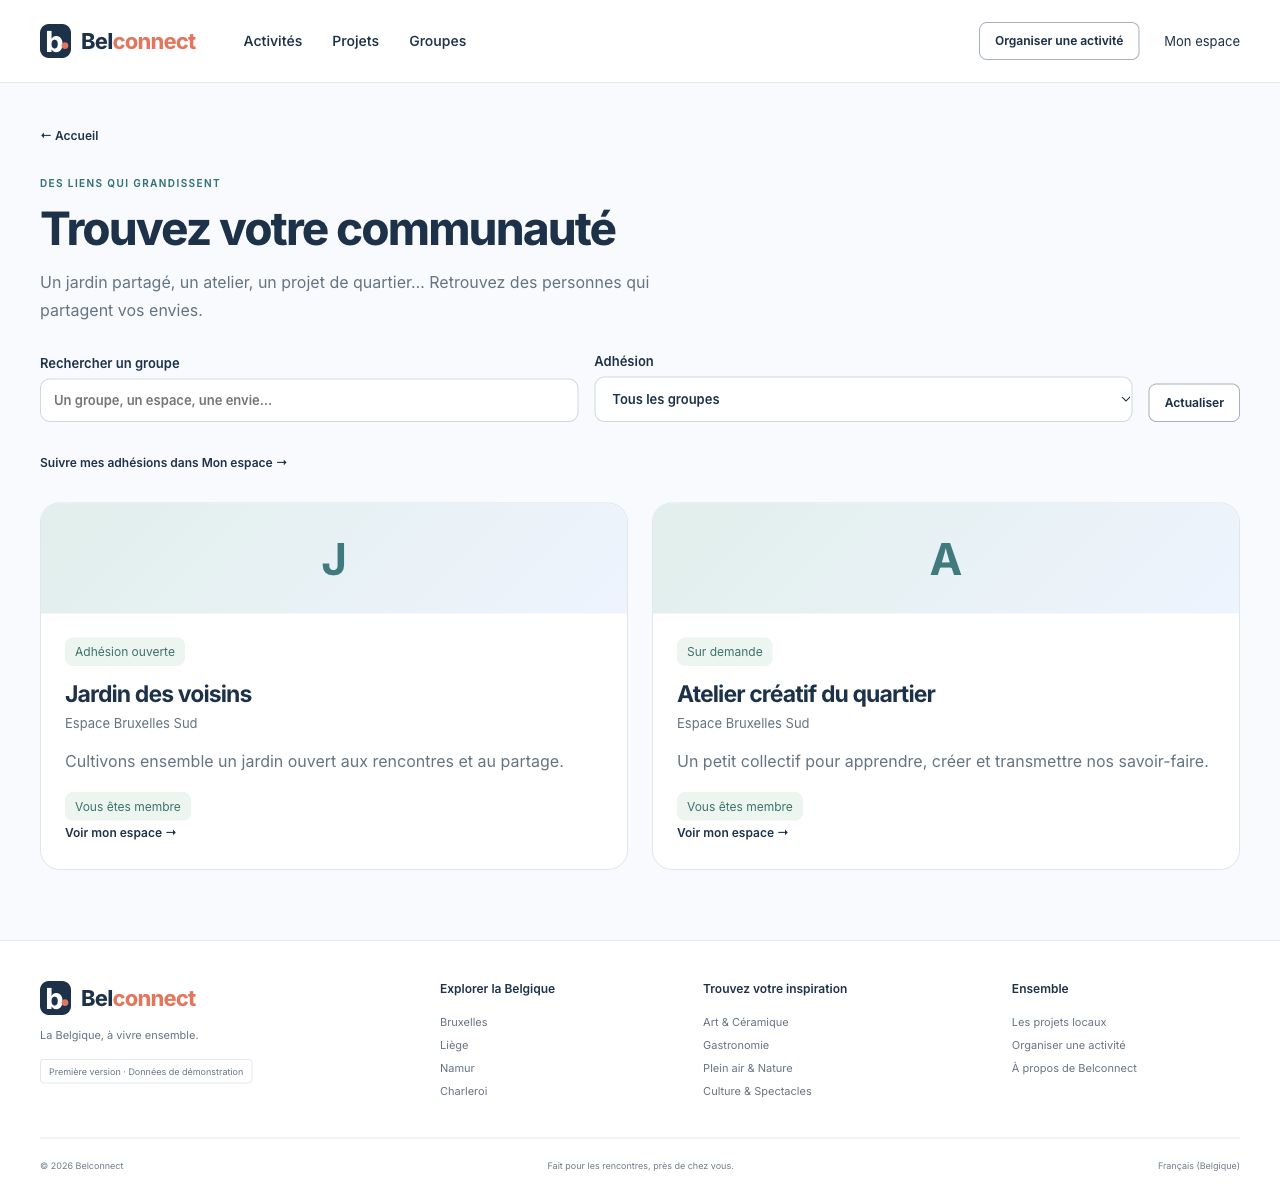 b. Belconnect
Activités
Projets
Groupes
Organiser une activité
Mon espace
← Accueil
DES LIENS QUI GRANDISSENT
Trouvez votre communauté
Un jardin partagé, un atelier, un projet de quartier… Retrouvez des personnes qui
partagent vos envies.
Rechercher un groupe
Un groupe, un espace, une envie…
Adhésion
Tous les groupes
Actualiser
Suivre mes adhésions dans Mon espace →
J
Adhésion ouverte
Jardin des voisins
Espace Bruxelles Sud
Cultivons ensemble un jardin ouvert aux rencontres et au partage.
Vous êtes membre
Voir mon espace →
A
Sur demande
Atelier créatif du quartier
Espace Bruxelles Sud
Un petit collectif pour apprendre, créer et transmettre nos savoir-faire.
Vous êtes membre
Voir mon espace →
b. Belconnect
La Belgique, à vivre ensemble.
Première version · Données de démonstration
Explorer la Belgique
Bruxelles
Liège
Namur
Charleroi
Trouvez votre inspiration
Art & Céramique
Gastronomie
Plein air & Nature
Culture & Spectacles
Ensemble
Les projets locaux
Organiser une activité
À propos de Belconnect
© 2026 Belconnect
Fait pour les rencontres, près de chez vous.
Français (Belgique)